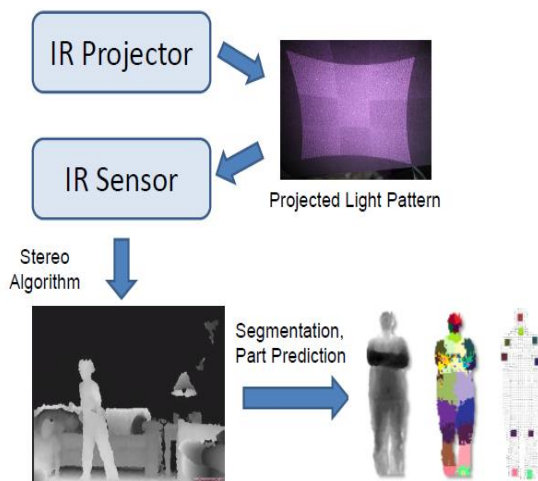 IR Projector
IR Sensor
Projected Light Pattern
Stereo
Algorithm
Segmentation,
Part Prediction